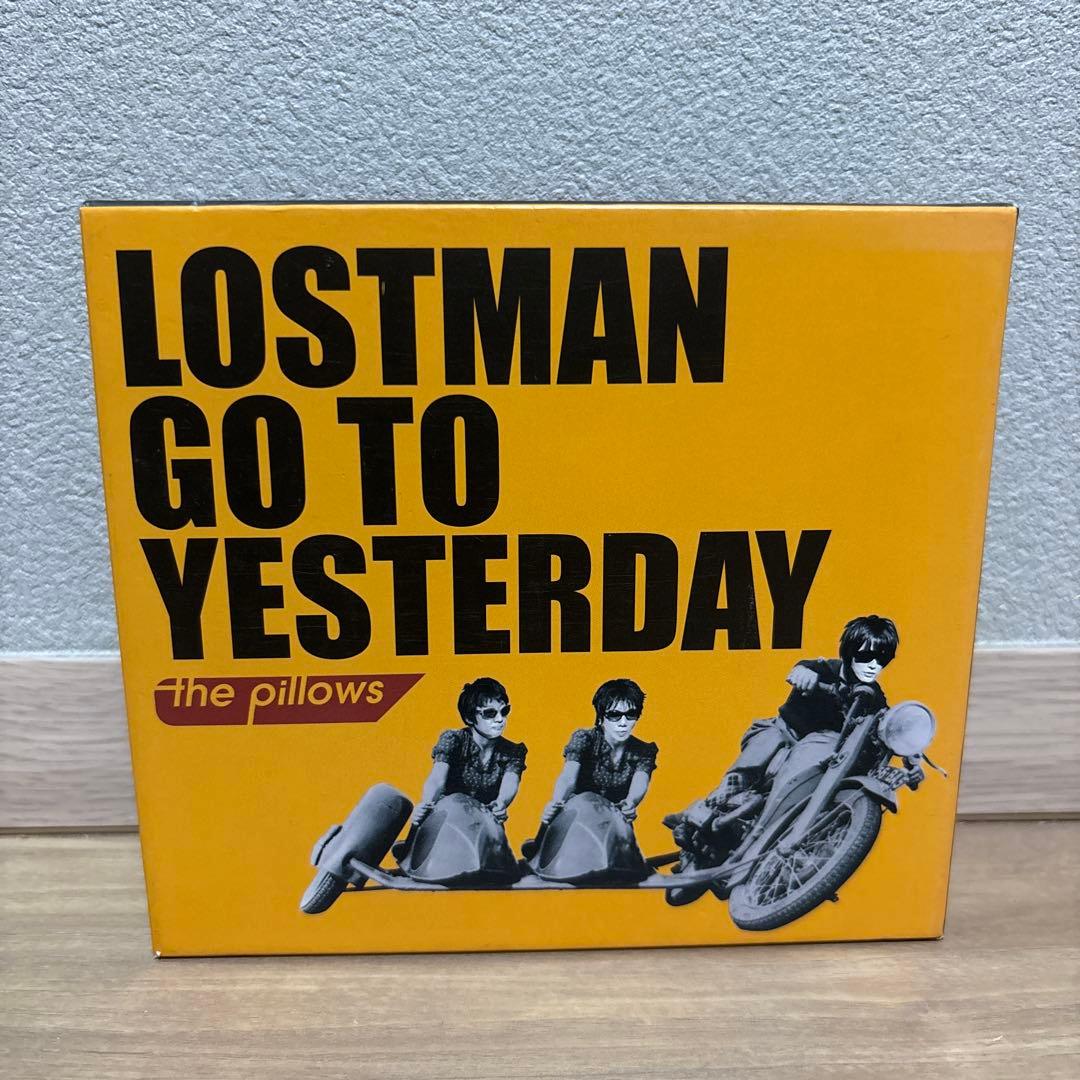 LOSTMAN
GO TO
YESTERDAY
the pillows